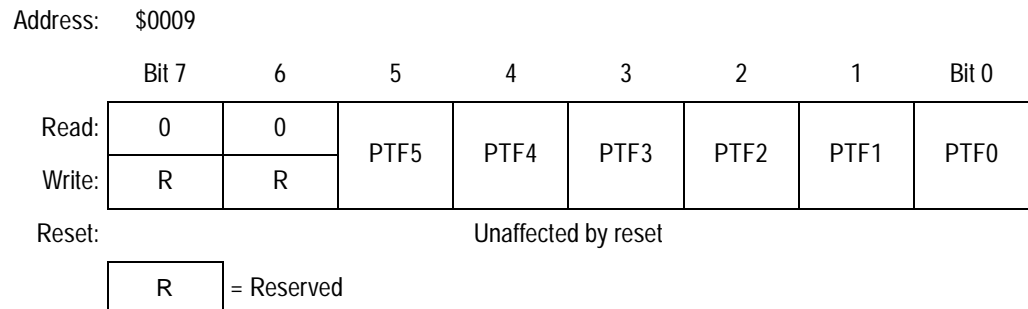 Address: $0009
Bit 7 6 5 4 3 2 1 Bit 0
Read: 0 0 PTF5 PTF4 PTF3 PTF2 PTF1 PTF0
Write: R R
Reset: Unaffected by reset
R = Reserved